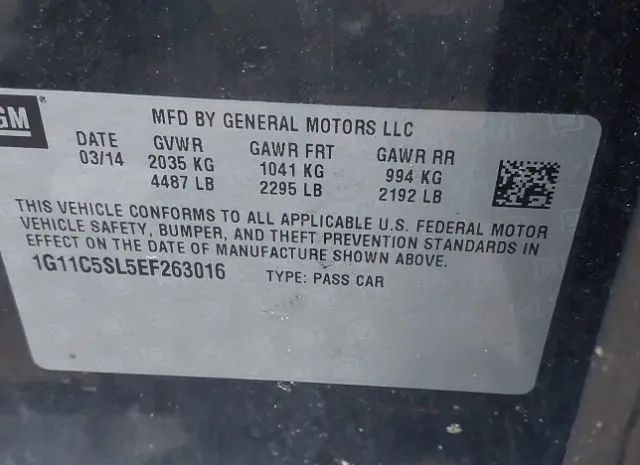 GM ®
MFD BY GENERAL MOTORS LLC
DATE GVWR GAWR FRT GAWR RR
03/14 2035 KG 1041 KG 994 KG
4487 LB 2295 LB 2192 LB
THIS VEHICLE CONFORMS TO ALL APPLICABLE U.S. FEDERAL MOTOR
VEHICLE SAFETY, BUMPER, AND THEFT PREVENTION STANDARDS IN
EFFECT ON THE DATE OF MANUFACTURE SHOWN ABOVE.
1G11C5SL5EF263016 TYPE: PASS CAR